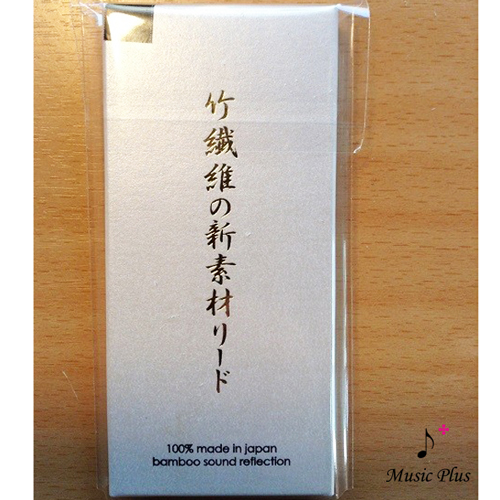 竹繊維の新素材リード
100% made in japan
bamboo sound reflection
Music Plus